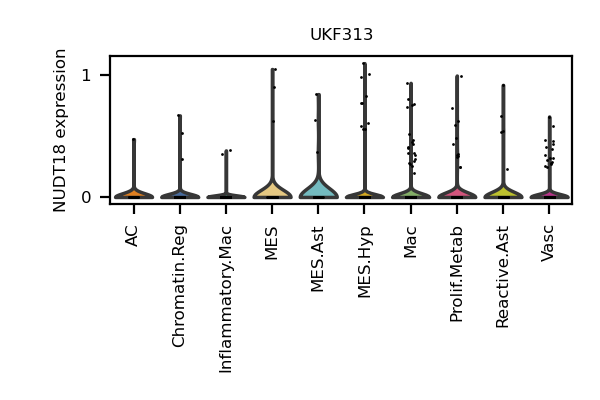 UKF313
NUDT18 expression
1
0
AC
Chromatin.Reg
Inflammatory.Mac
MES
MES.Ast
MES.Hyp
Mac
Prolif.Metab
Reactive.Ast
Vasc